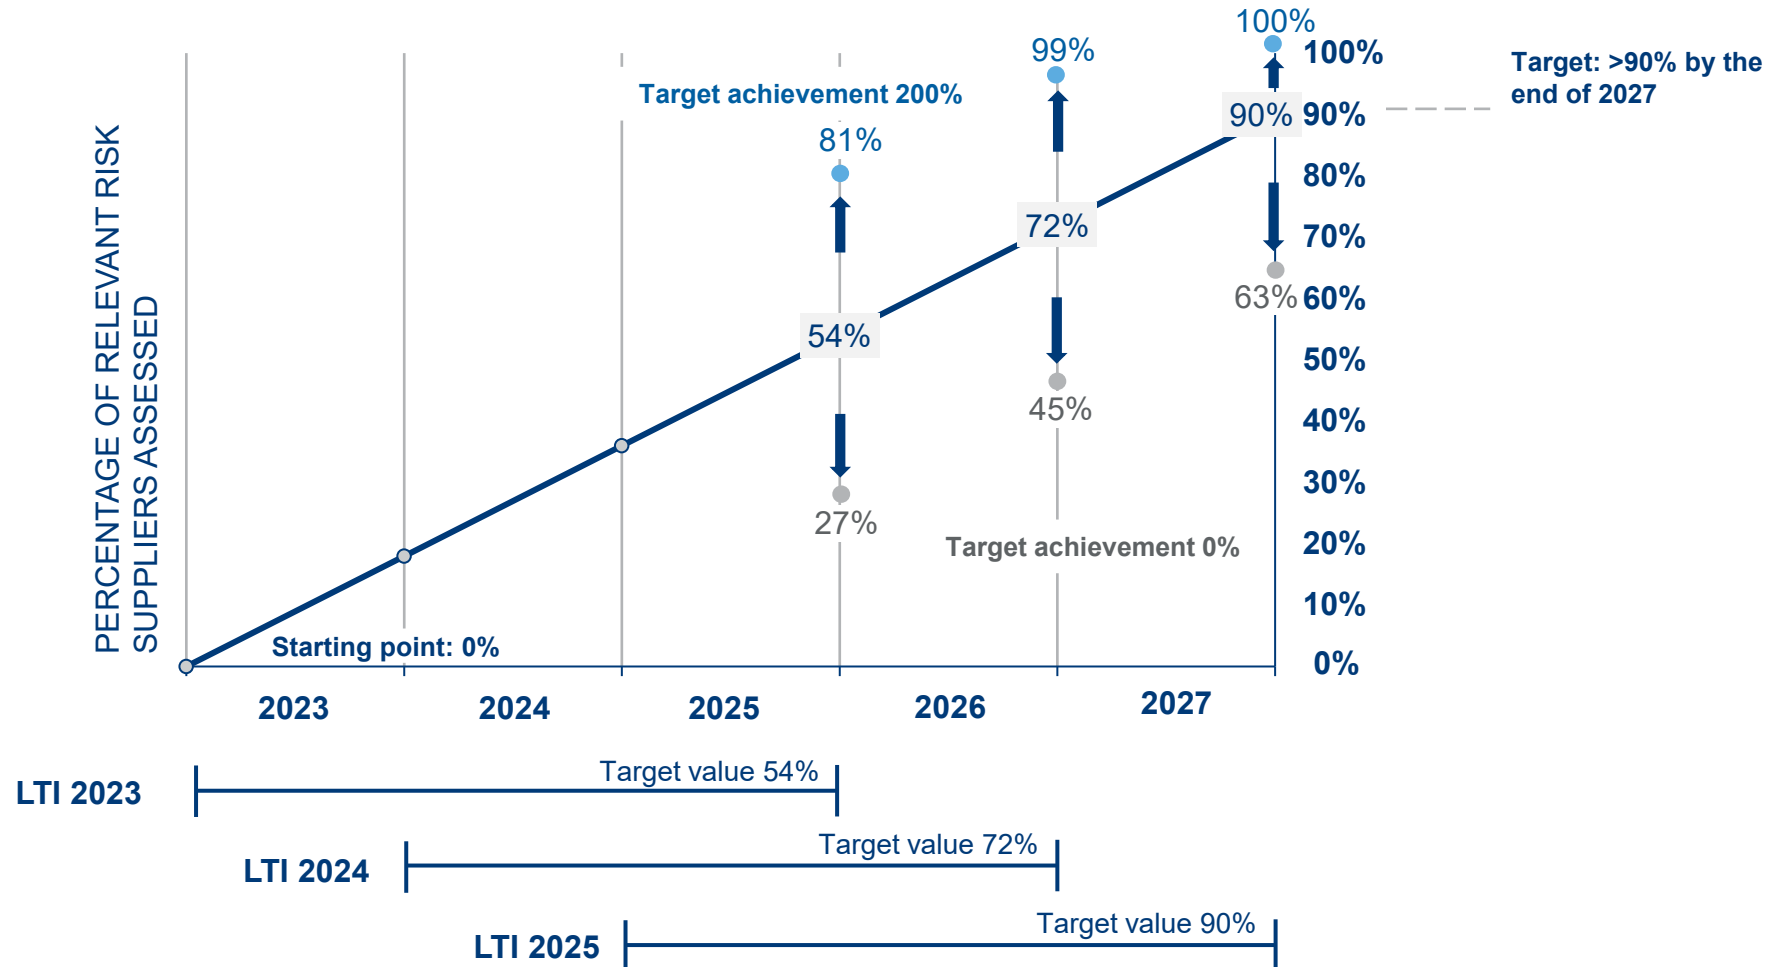 PERCENTAGE OF RELEVANT RISK
SUPPLIERS ASSESSED
Target achievement 200%
81%
99%
100%
54%
72%
90%
27%
45%
63%
Target achievement 0%
Starting point: 0%
100%
90%
80%
70%
60%
50%
40%
30%
20%
10%
0%
Target: >90% by the
end of 2027
2023
2024
2025
2026
2027
LTI 2023
Target value 54%
LTI 2024
Target value 72%
LTI 2025
Target value 90%